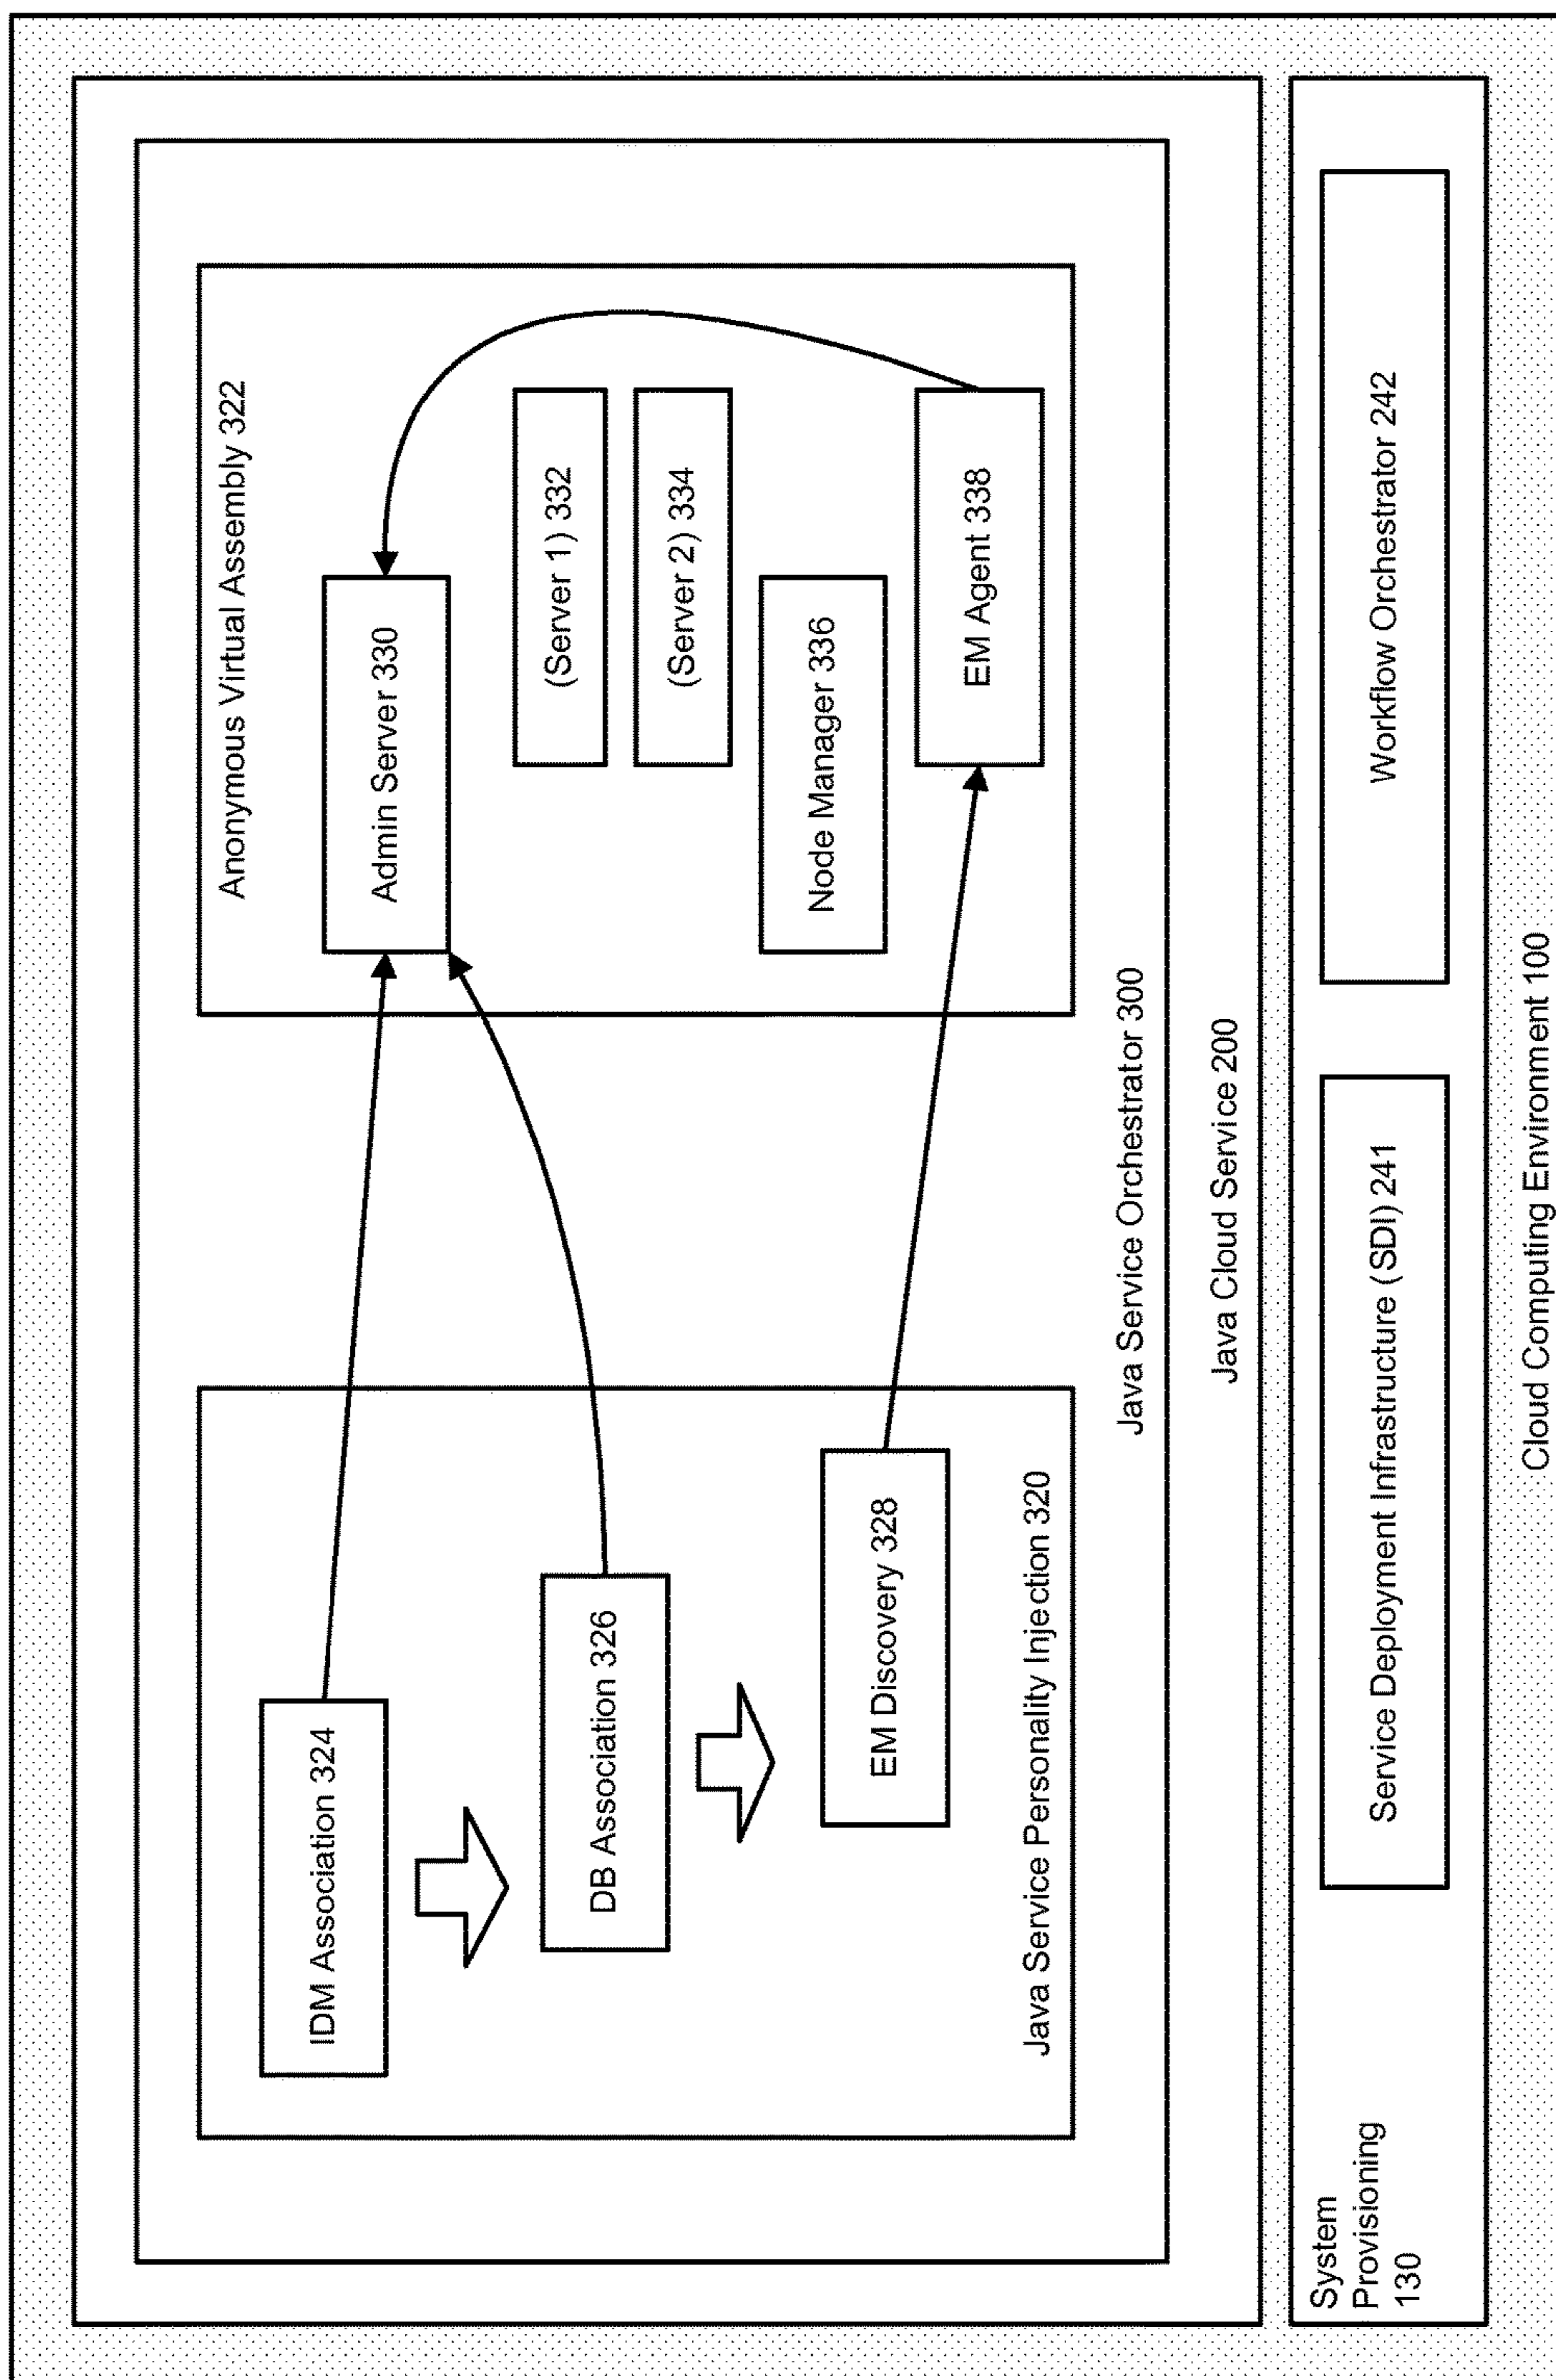 IDM Association 324
DB Association 326
EM Discovery 328
Java Service Personality Injection 320
Anonymous Virtual Assembly 322
Admin Server 330
(Server 1) 332
(Server 2) 334
Node Manager 336
EM Agent 338
Java Service Orchestrator 300
Java Cloud Service 200
System
Provisioning
130
Service Deployment Infrastructure (SDI) 241
Workflow Orchestrator 242
Cloud Computing Environment 100